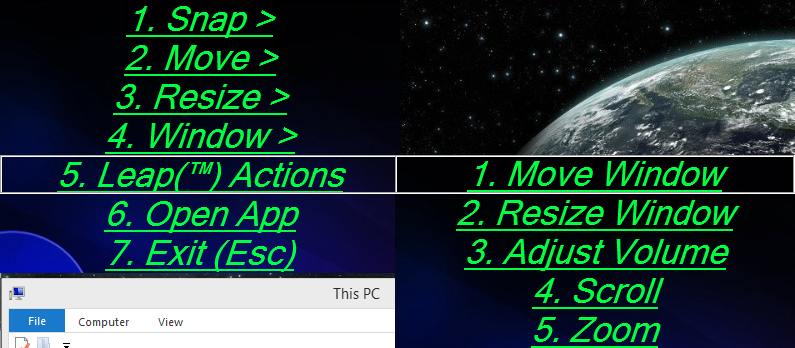 1. Snap >
2. Move >
3. Resize >
4. Window >
5. Leap(™) Actions
6. Open App
7. Exit (Esc)
1. Move Window
2. Resize Window
3. Adjust Volume
4. Scroll
5. Zoom
This PC
File Computer View